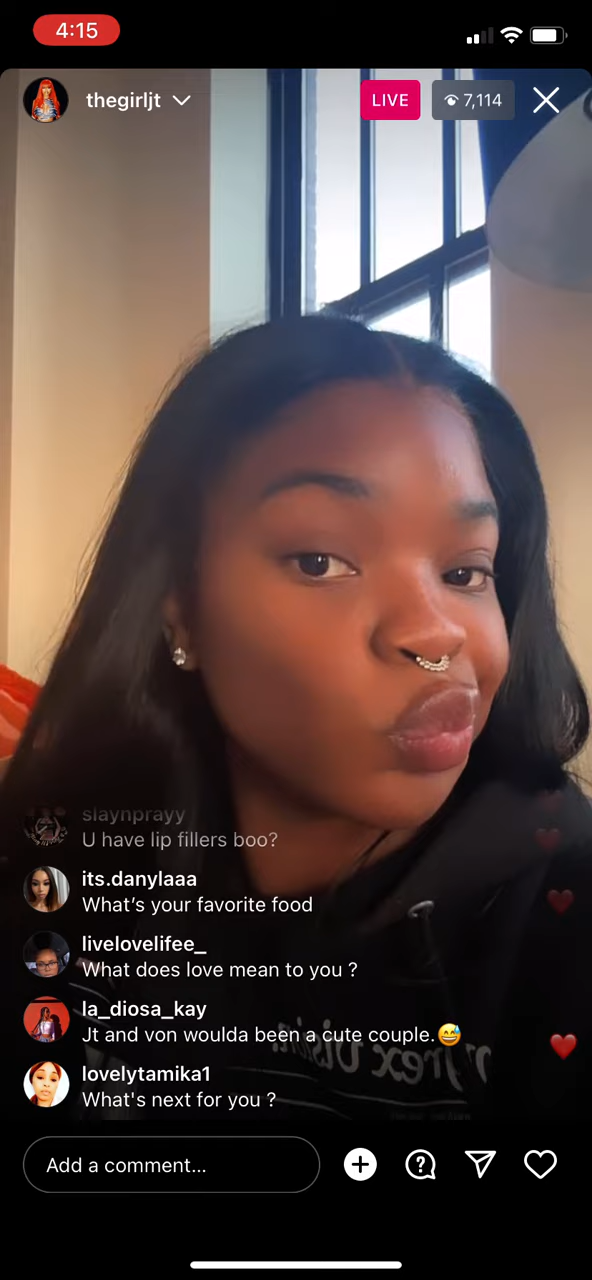 4:15
thegirljt
LIVE
7,114
slaynprayy
U have lip fillers boo?
its.danylaaa
What's your favorite food
livelovelifee_
What does love mean to you ?
la_diosa_kay
Jt and von woulda been a cute couple.😅
lovelytamika1
What's next for you ?
Add a comment...